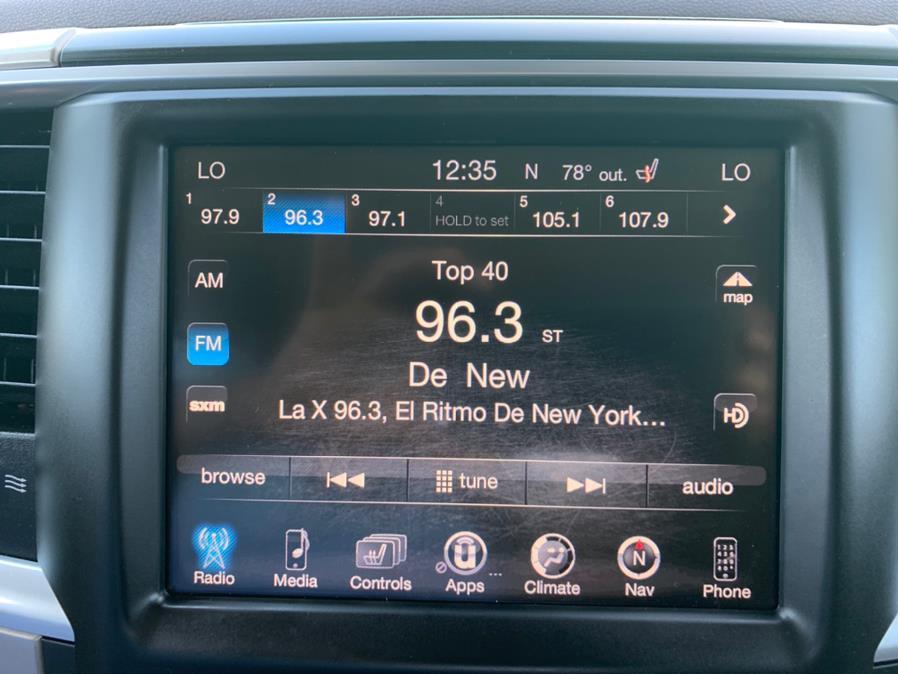 LO 12:35 N 78° out. LO
1 97.9 2 96.3 3 97.1 4 HOLD to set 5 105.1 6 107.9
Top 40
AM
map
96.3 ST
FM
De New
sxm
La X 96.3, El Ritmo De New York...
HD
browse tune audio
Radio Media Controls Apps... Climate Nav Phone
N